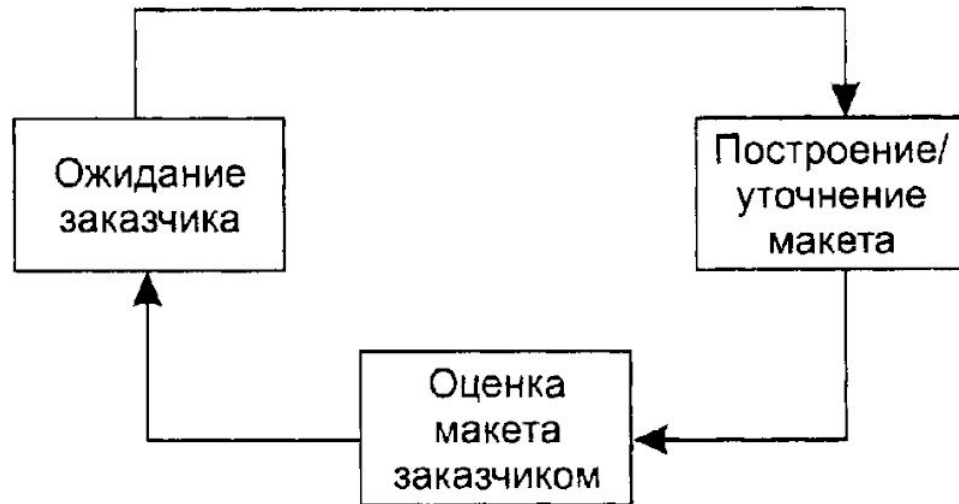 Ожидание
заказчика
Построение/
уточнение
макета
Оценка
макета
заказчиком